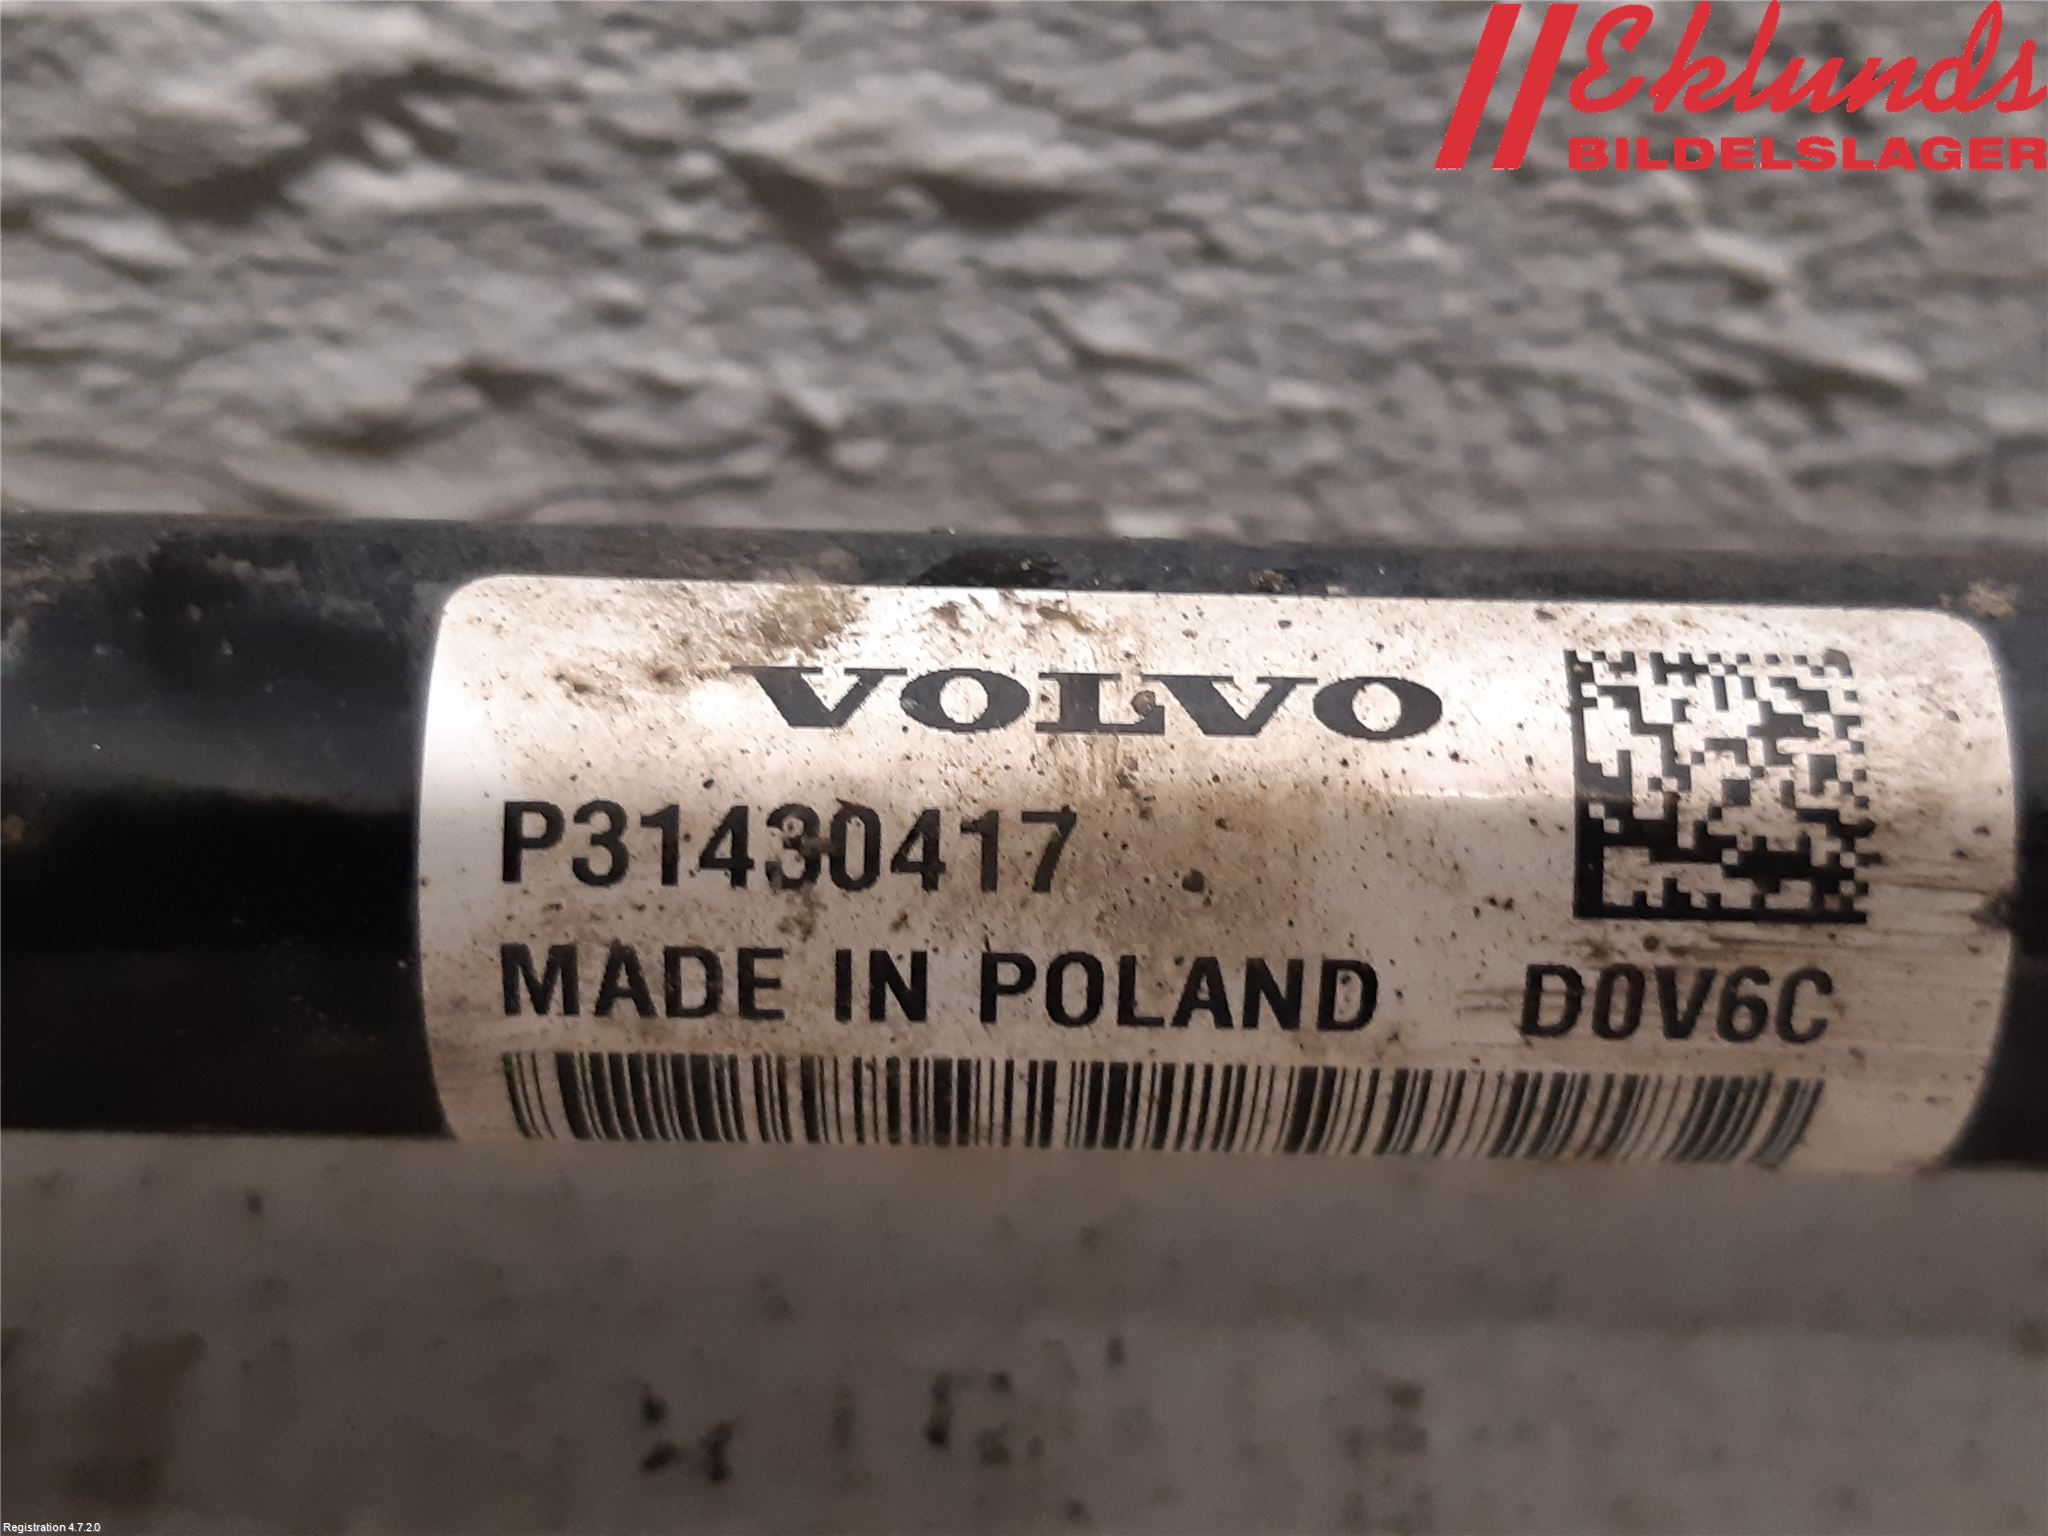 Eklunds
BILDELSLAGER
VOLVO
P31430417
MADE IN POLAND D0V6C
Registration 4.7.2.0